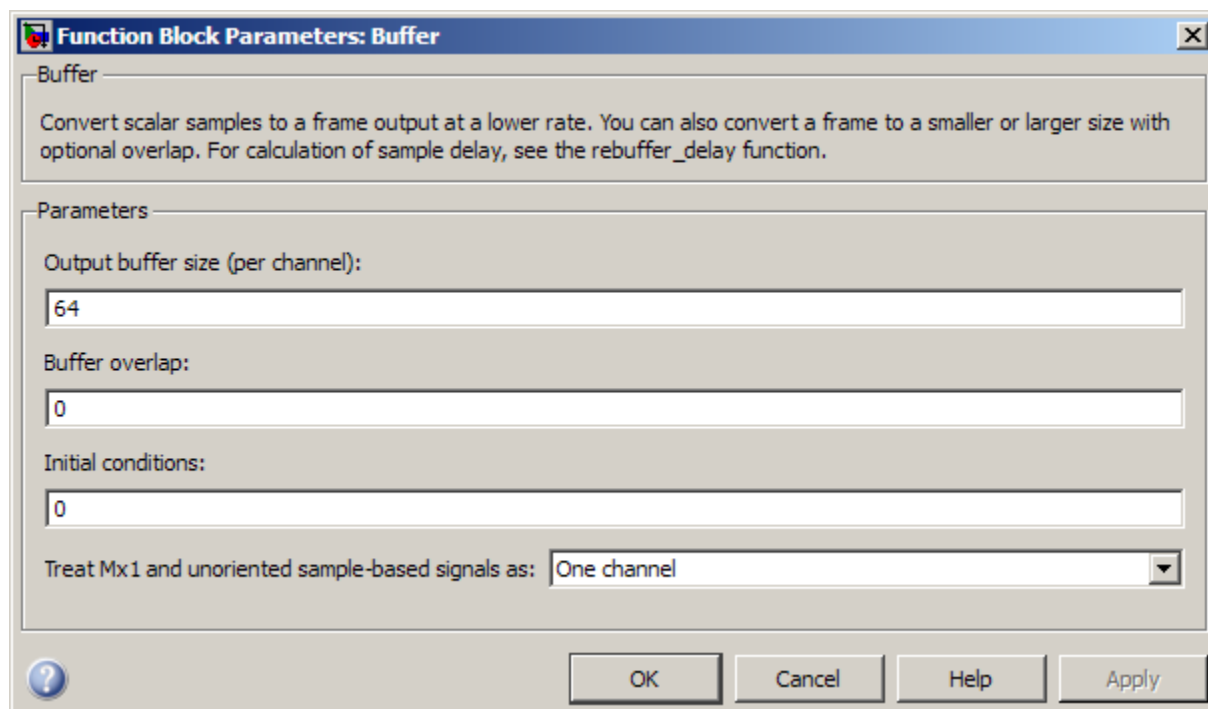 Function Block Parameters: Buffer
Buffer
Convert scalar samples to a frame output at a lower rate. You can also convert a frame to a smaller or larger size with
optional overlap. For calculation of sample delay, see the rebuffer_delay function.
Parameters
Output buffer size (per channel):
64
Buffer overlap:
0
Initial conditions:
0
Treat Mx1 and unoriented sample-based signals as: One channel
? OK Cancel Help Apply